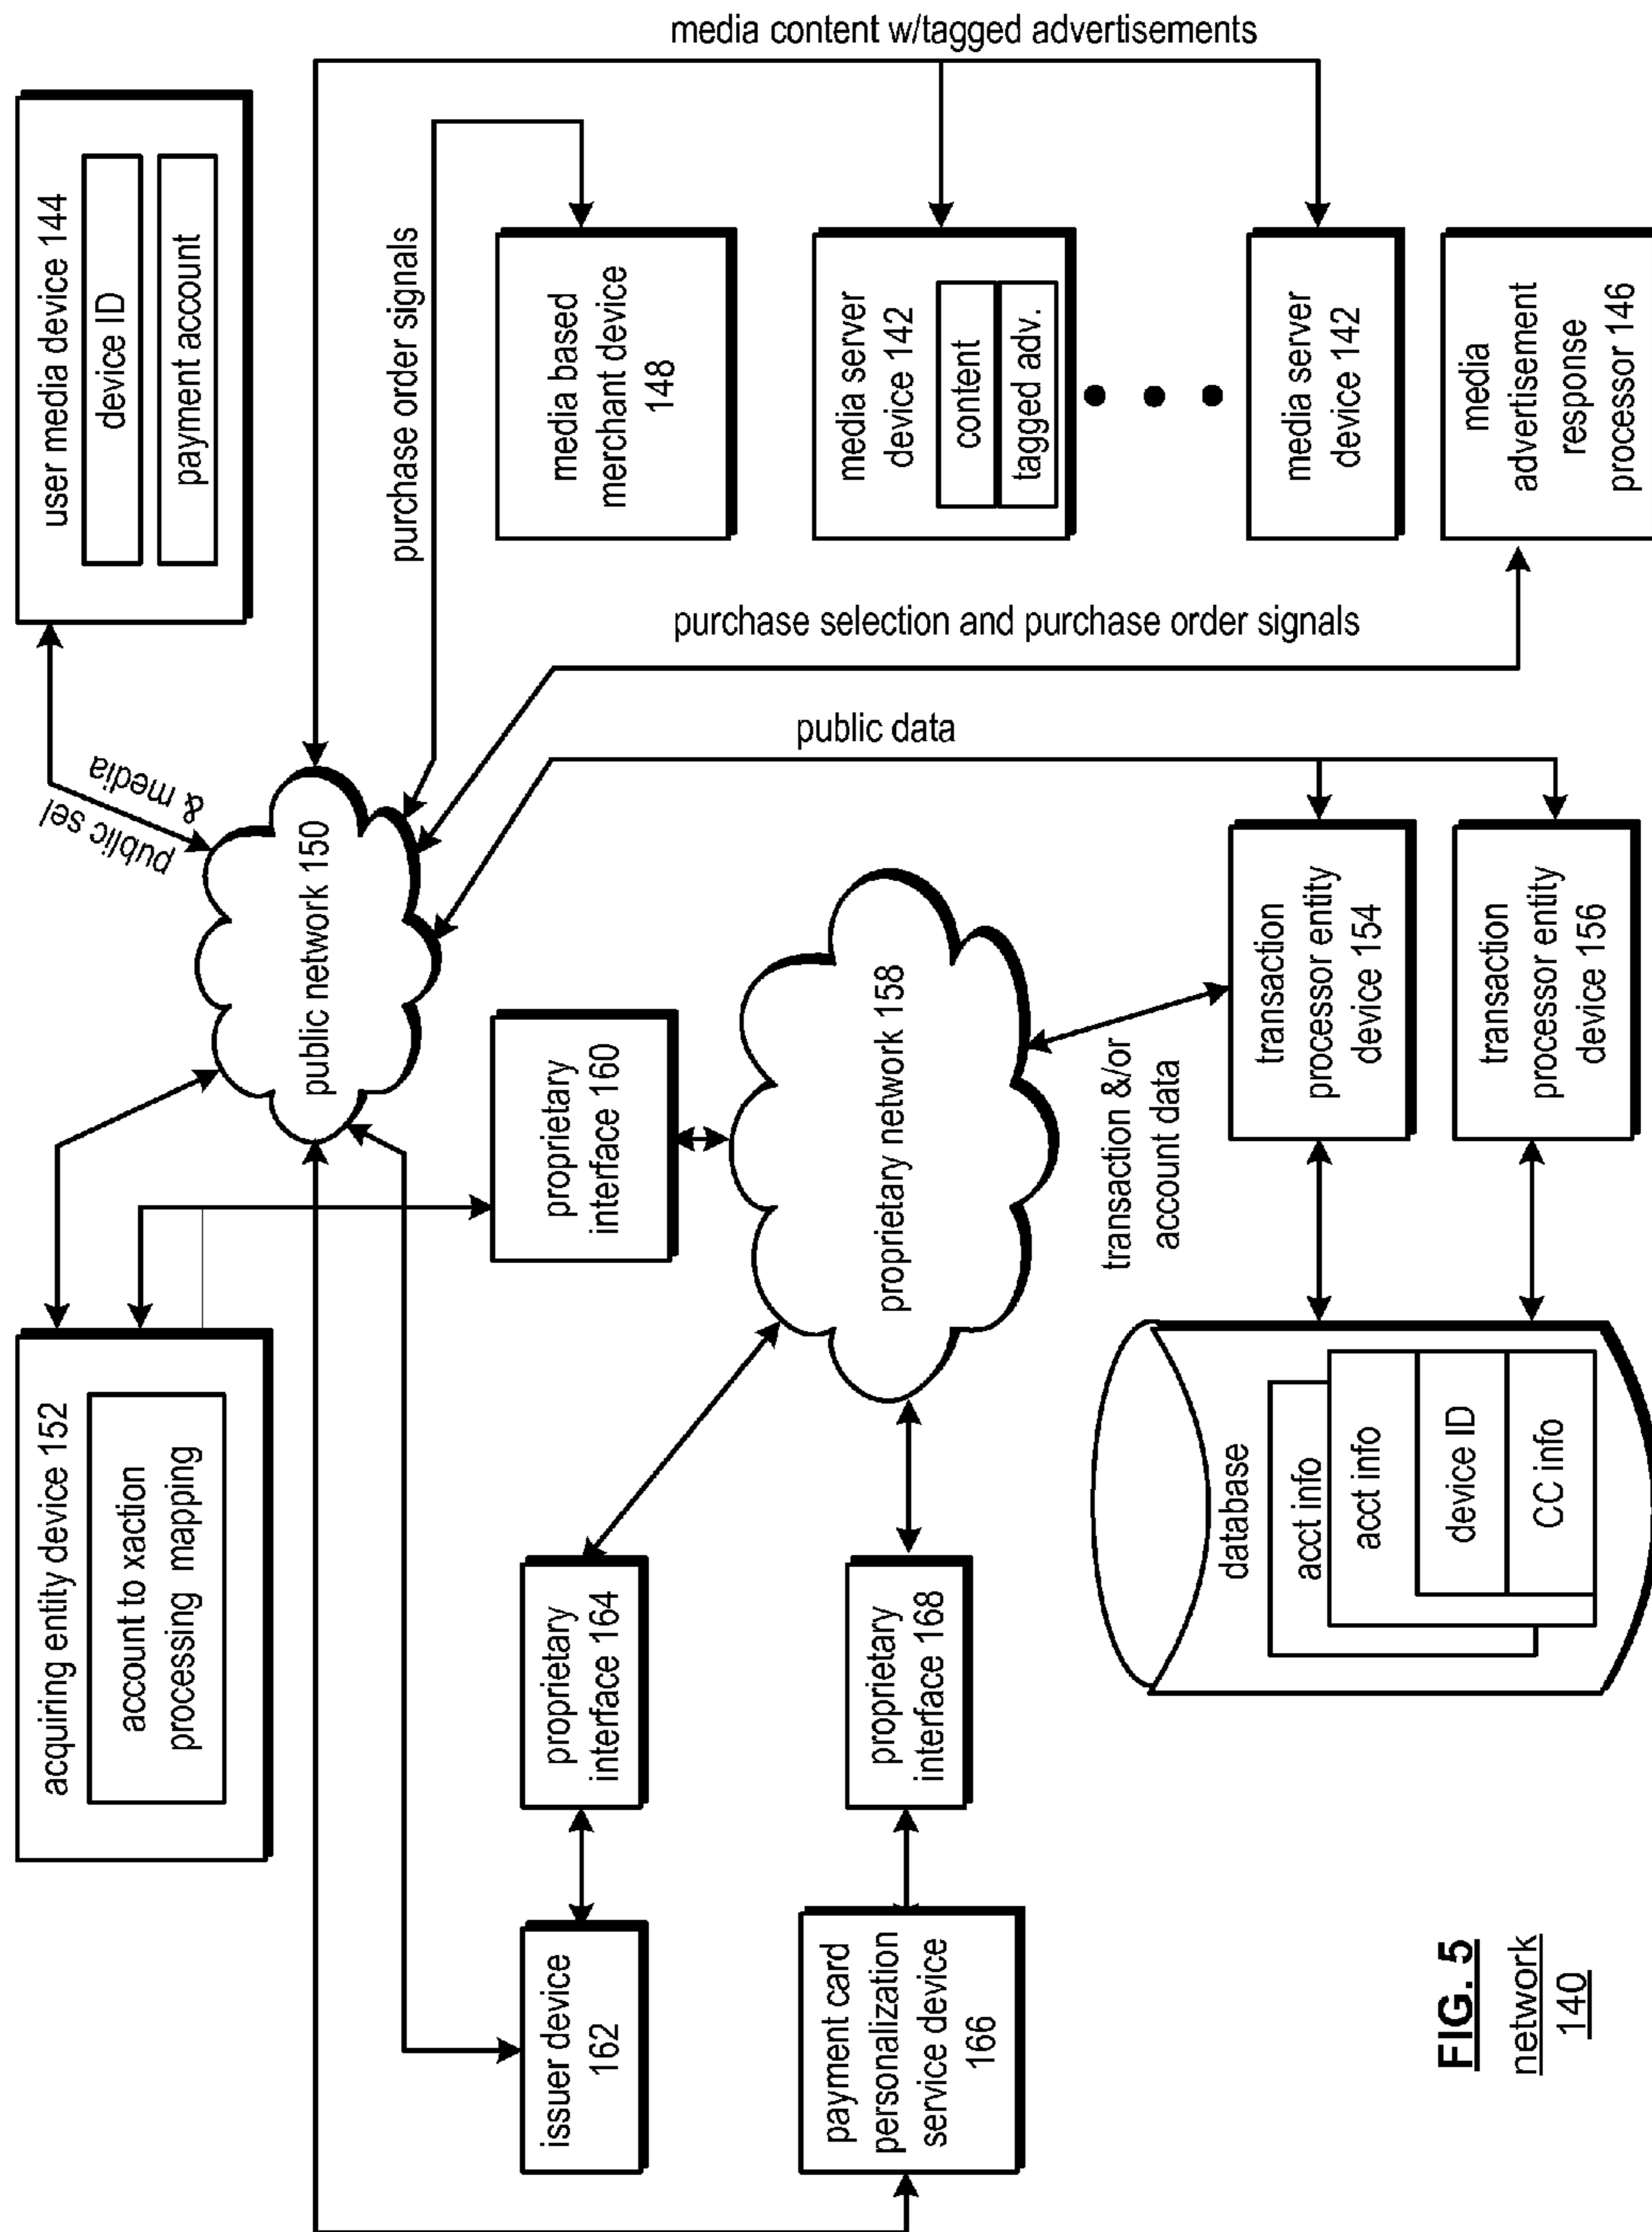 acquiring entity device 152
account to xaction
processing mapping
user media device 144
device ID
payment account
public sel
& media
public network 150
purchase order signals
media content w/tagged advertisements
issuer device
162
proprietary
interface 164
proprietary
interface 160
media based
merchant device
148
payment card
personalization
service device
166
proprietary
interface 168
proprietary network 158
purchase selection and purchase order signals
public data
media server
device 142
content
tagged adv.
transaction &/or
account data
media server
device 142
database
acct info
acct info
device ID
CC info
transaction
processor entity
device 154
transaction
processor entity
device 156
media
advertisement
response
processor 146
FIG. 5
network
140